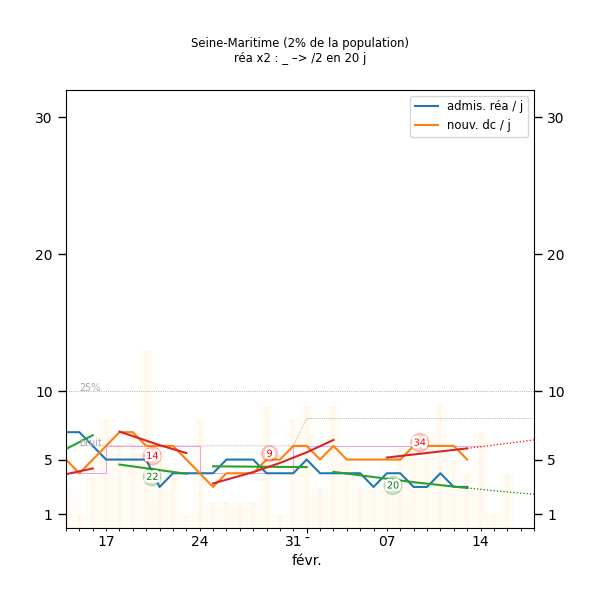 Seine-Maritime (2% de la population)
réa x2 : _ –> /2 en 20 j
admis. réa / j
nouv. dc / j
30 30
20 20
25%
10 10
brut
5 5
1 1
14 9 34
22 20
17 24 31 - 07 14
févr.